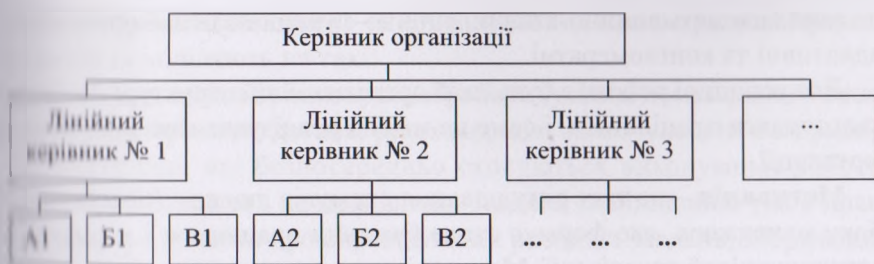 Керівник організації
Лінійний керівник № 1
Лінійний керівник № 2
Лінійний керівник № 3
...
А1 Б1 В1 А2 Б2 В2 ... ... ...